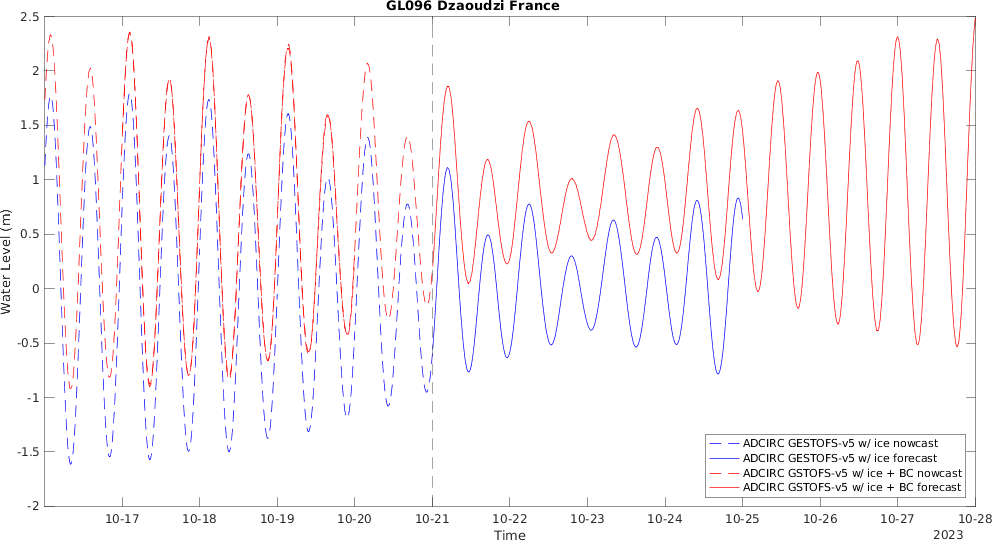 GL096 Dzaoudzi France
Water Level (m)
2.5
2
1.5
1
0.5
0
-0.5
-1
-1.5
-2
ADCIRC GESTOFS-v5 w/ ice nowcast
ADCIRC GESTOFS-v5 w/ ice forecast
ADCIRC GSTOFS-v5 w/ ice + BC nowcast
ADCIRC GSTOFS-v5 w/ ice + BC forecast
10-17 10-18 10-19 10-20 10-21 10-22 10-23 10-24 10-25 10-26 10-27 10-28
Time
2023